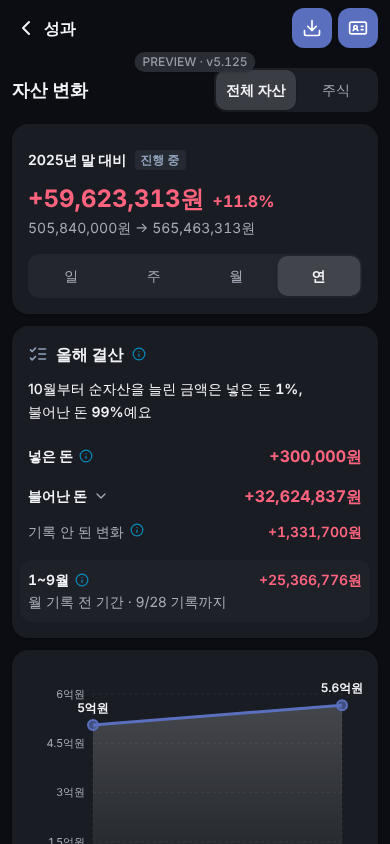 성과
PREVIEW · v5.125
자산 변화
전체 자산
주식
2025년 말 대비
진행 중
+59,623,313원 +11.8%
505,840,000원 → 565,463,313원
일
주
월
연
올해 결산
10월부터 순자산을 늘린 금액은 넣은 돈 1%,
불어난 돈 99%예요
넣은 돈
+300,000원
불어난 돈
+32,624,837원
기록 안 된 변화
+1,331,700원
1~9월
+25,366,776원
월 기록 전 기간 · 9/28 기록까지
5.6억원
6억원
5억원
4.5억원
3억원
1.5억원